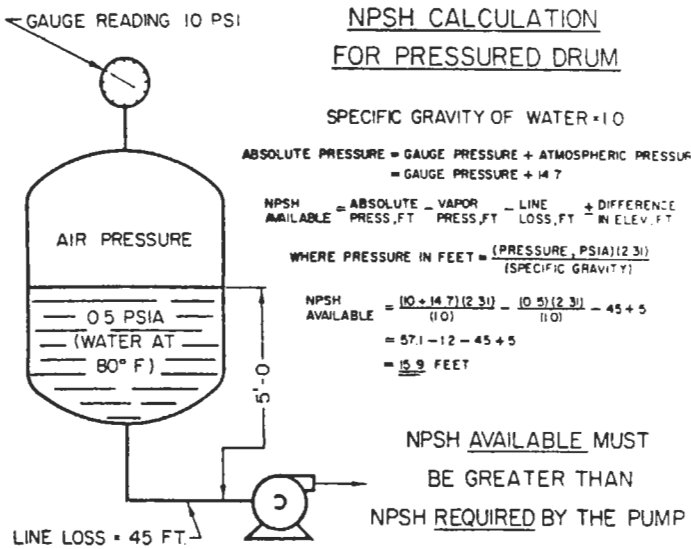 GAUGE READING 10 PSI
NPSH CALCULATION
FOR PRESSURED DRUM
SPECIFIC GRAVITY OF WATER = 1.0
ABSOLUTE PRESSURE = GAUGE PRESSURE + ATMOSPHERIC PRESSUR
= GAUGE PRESSURE + 14.7
NPSH AVAILABLE = ABSOLUTE PRESS, FT - VAPOR PRESS, FT - LINE LOSS, FT ± DIFFERENCE IN ELEV, FT
WHERE PRESSURE IN FEET = (PRESSURE, PSIA)(2.31) / (SPECIFIC GRAVITY)
NPSH AVAILABLE = (10 + 14.7)(2.31) / (1.0) - (0.5)(2.31) / (1.0) - 45 + 5
= 57.1 - 1.2 - 45 + 5
= 15.9 FEET
AIR PRESSURE
0.5 PSIA
(WATER AT
80° F)
5'-0
LINE LOSS = 45 FT.
NPSH AVAILABLE MUST
BE GREATER THAN
NPSH REQUIRED BY THE PUMP